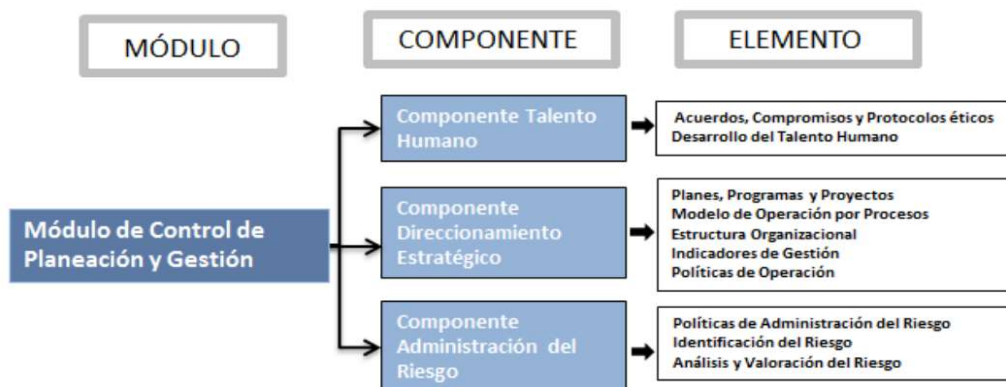 MÓDULO
COMPONENTE
ELEMENTO
Módulo de Control de
Planeación y Gestión
Componente Talento
Humano
Acuerdos, Compromisos y Protocolos éticos
Desarrollo del Talento Humano
Componente
Direccionamiento
Estratégico
Planes, Programas y Proyectos
Modelo de Operación por Procesos
Estructura Organizacional
Indicadores de Gestión
Políticas de Operación
Componente
Administración del
Riesgo
Políticas de Administración del Riesgo
Identificación del Riesgo
Análisis y Valoración del Riesgo